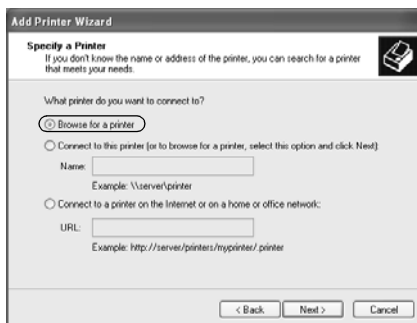 Add Printer Wizard
Specify a Printer
If you don't know the name or address of the printer, you can search for a printer
that meets your needs.
What printer do you want to connect to?
Browse for a printer
Connect to this printer (or to browse for a printer, select this option and click Next):
Name:
Example: \\server\printer
Connect to a printer on the Internet or on a home or office network:
URL:
Example: http://server/printers/myprinter/.printer
< Back
Next >
Cancel